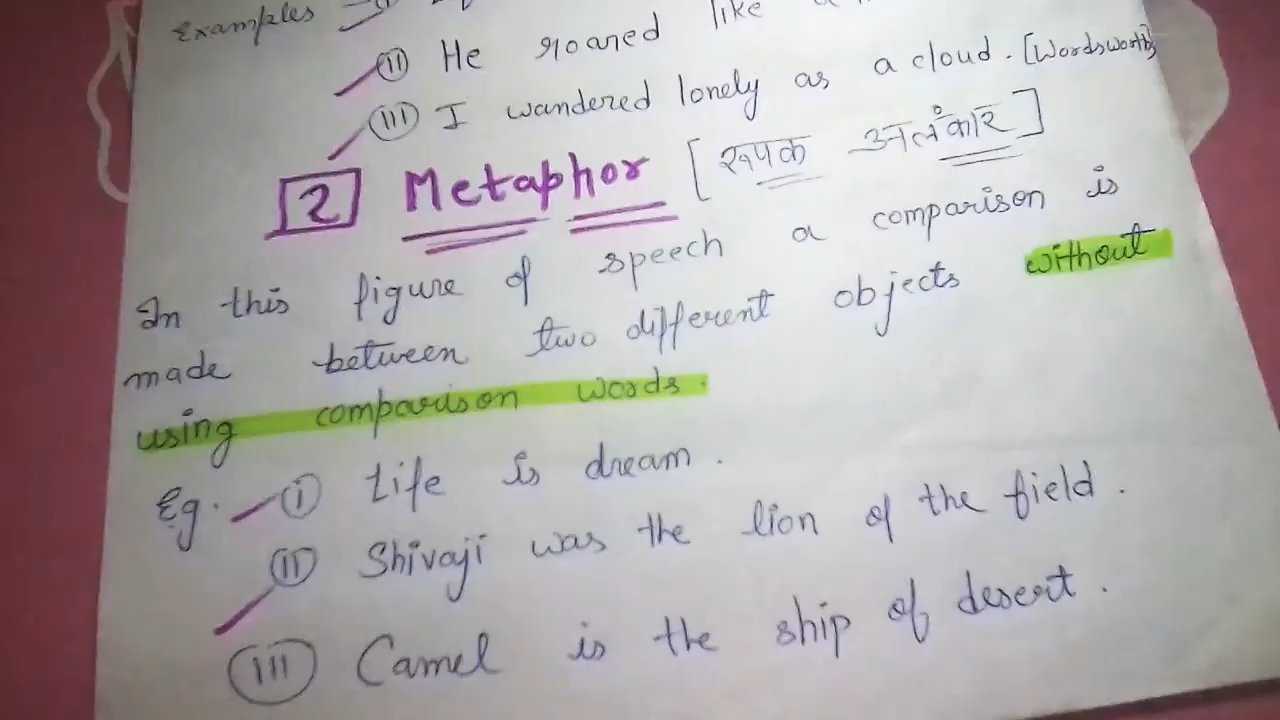 Examples
(ii) He roared like a
(iii) I wandered lonely as a cloud. [Wordsworth]
2 Metaphor [रूपक अलंकार]
In this figure of speech a comparison is
made between two different objects without
using comparison words.
Eg. (i) Life is dream.
(ii) Shivaji was the lion of the field.
(iii) Camel is the ship of desert.